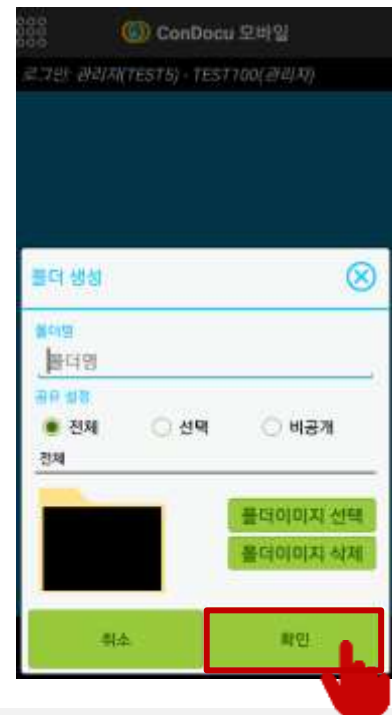 ConDocu 모바일
로그인: 관리자(TEST5) - TEST100(관리자)
폴더 생성
폴더명
폴더명
공유 설정
전체 선택 비공개
전체
폴더이미지 선택
폴더이미지 삭제
취소 확인